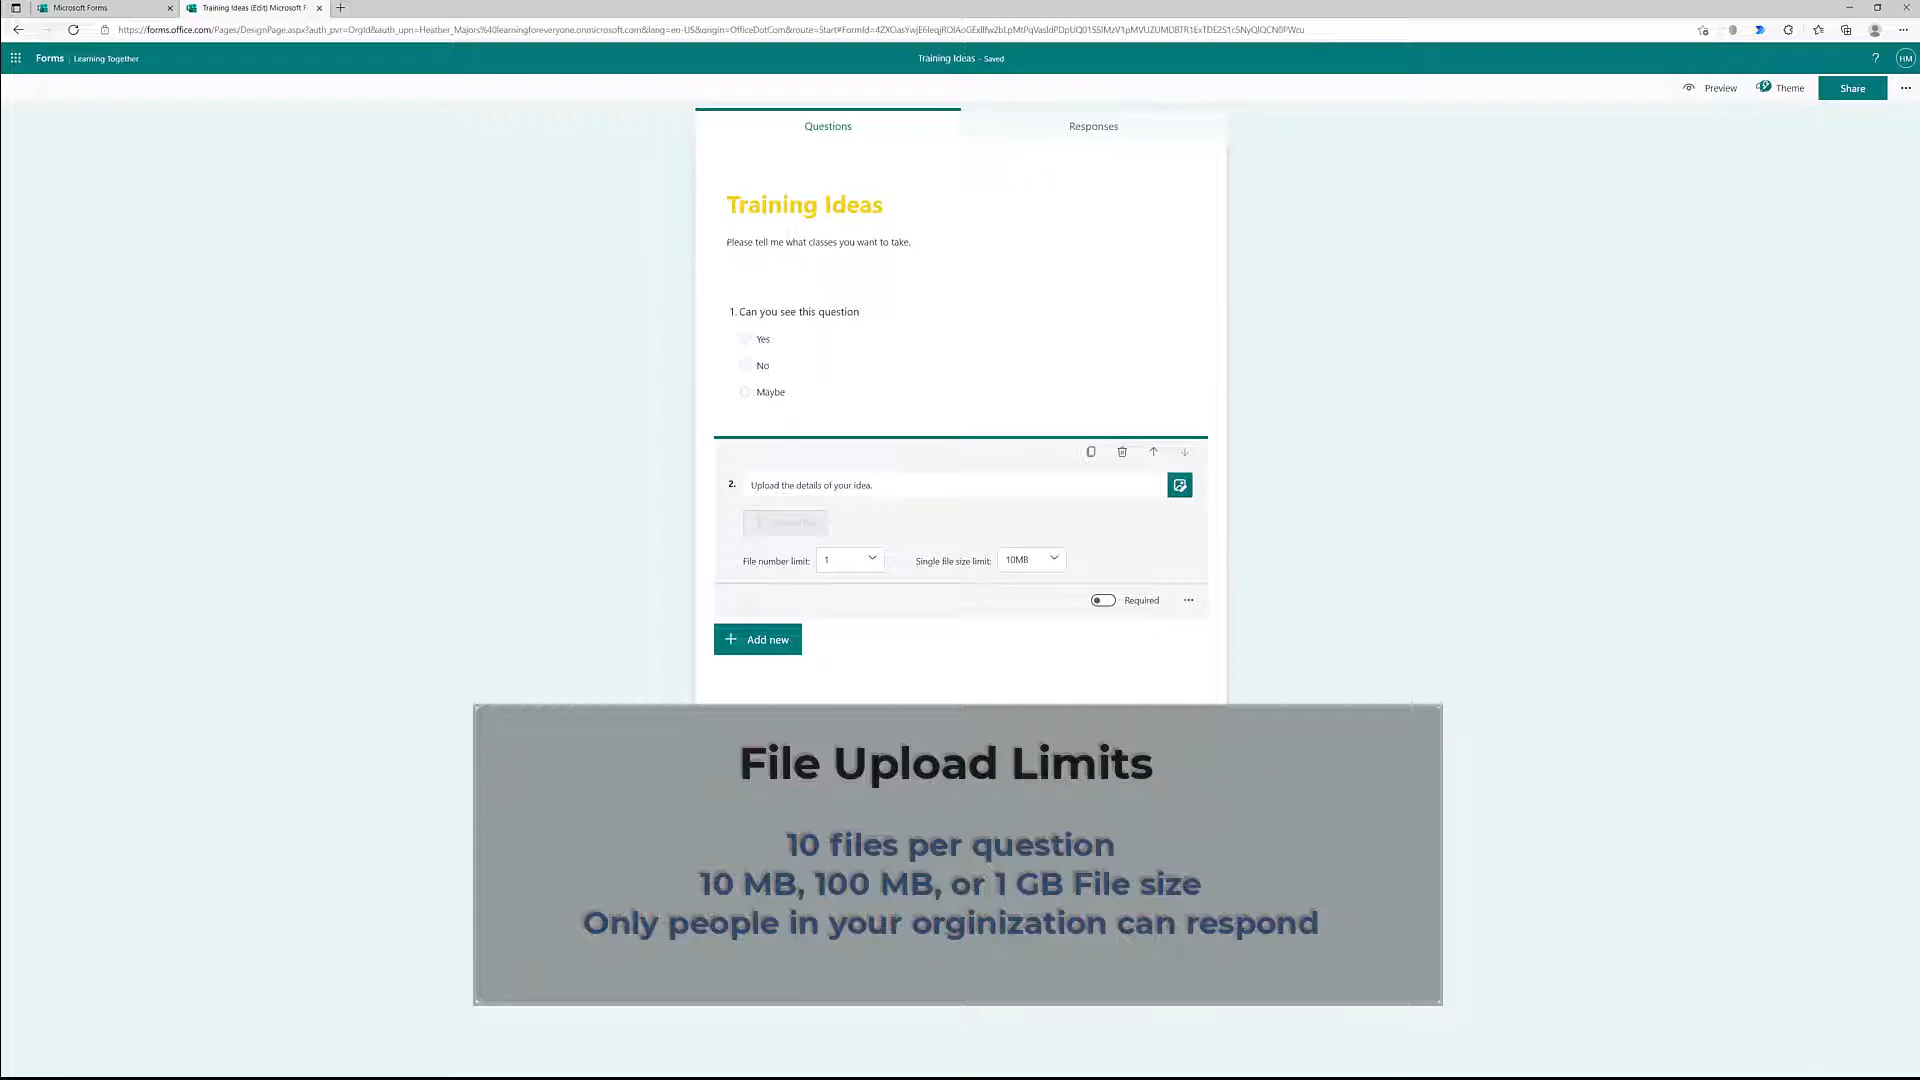 Microsoft Forms
Training Ideas (Edit) Microsoft F
Forms | Learning Together
Training Ideas - Saved
? HM
Preview Theme Share
Questions Responses
Training Ideas
Please tell me what classes you want to take.
1. Can you see this question
Yes
No
Maybe
2. Upload the details of your idea.
File number limit: 1 Single file size limit: 10MB
Required
+ Add new
File Upload Limits
10 files per question
10 MB, 100 MB, or 1 GB File size
Only people in your orginization can respond